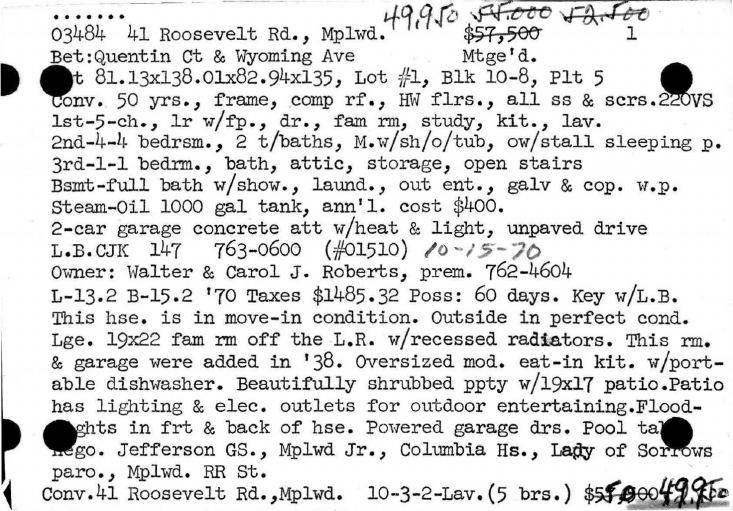 49,950 55.000 52.500
03484 41 Roosevelt Rd., Mplwd. $57,500 1
Bet:Quentin Ct & Wyoming Ave Mtge'd.
81.13x138.01x82.94x135, Lot #1, Blk 10-8, Plt 5
Conv. 50 yrs., frame, comp rf., HW flrs., all ss & scrs.220VS
1st-5-ch., lr w/fp., dr., fam rm, study, kit., lav.
2nd-4-4 bedrsm., 2 t/baths, M.w/sh/o/tub, ow/stall sleeping p.
3rd-1-1 bedrm., bath, attic, storage, open stairs
Bsmt-full bath w/show., laund., out ent., galv & cop. w.p.
Steam-Oil 1000 gal tank, ann'l. cost $400.
2-car garage concrete att w/heat & light, unpaved drive
L.B.CJK 147 763-0600 (#01510) 10-15-70
Owner: Walter & Carol J. Roberts, prem. 762-4604
L-13.2 B-15.2 '70 Taxes $1485.32 Poss: 60 days. Key w/L.B.
This hse. is in move-in condition. Outside in perfect cond.
Lge. 19x22 fam rm off the L.R. w/recessed radiators. This rm.
& garage were added in '38. Oversized mod. eat-in kit. w/port-
able dishwasher. Beautifully shrubbed ppty w/19x17 patio.Patio
has lighting & elec. outlets for outdoor entertaining.Flood-
ghts in frt & back of hse. Powered garage drs. Pool ta
nego. Jefferson GS., Mplwd Jr., Columbia Hs., Lady of Sorrows
paro., Mplwd. RR St.
Conv.41 Roosevelt Rd.,Mplwd. 10-3-2-Lav.(5 brs.) 499